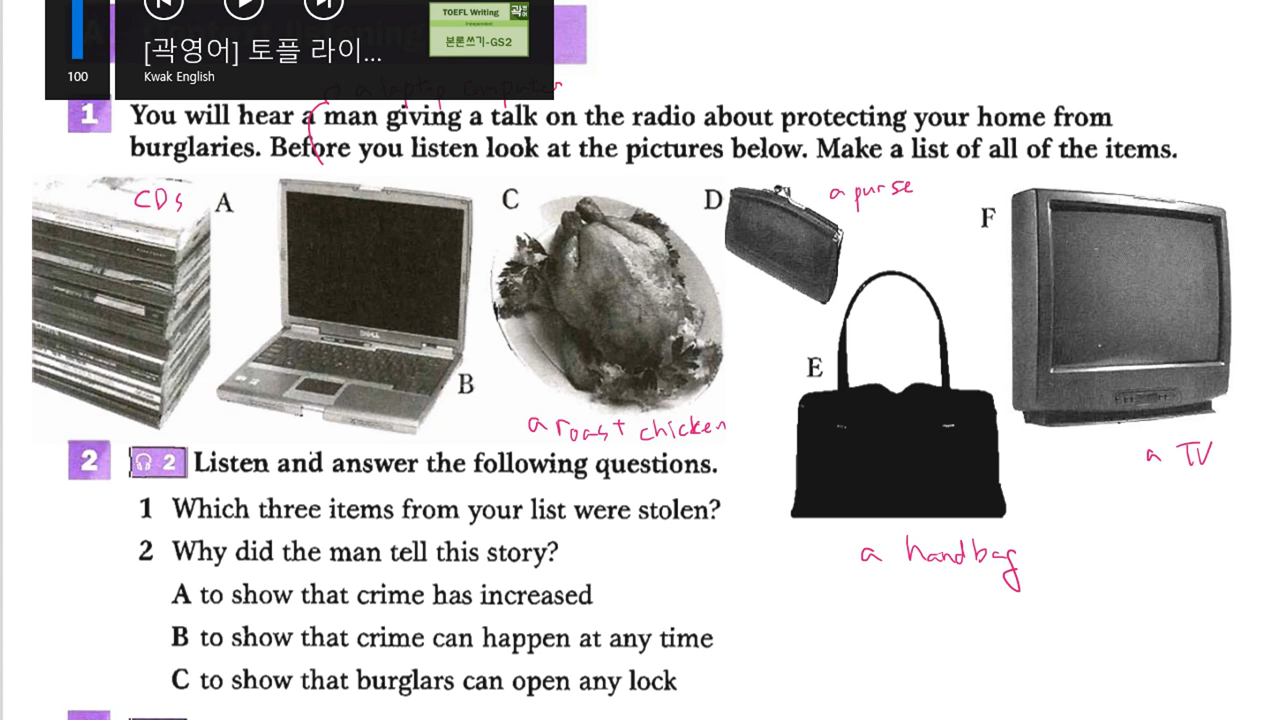 TOEFL Writing
Independent
본론쓰기-GS2
[곽영어] 토플 라이...
100
Kwak English
a laptop computer
1
You will hear a man giving a talk on the radio about protecting your home from
burglaries. Before you listen look at the pictures below. Make a list of all of the items.
CDs
A
B
C
a roast chicken
D
a purse
E
a handbag
F
a TV
DELL
2
2 Listen and answer the following questions.
1 Which three items from your list were stolen?
2 Why did the man tell this story?
A to show that crime has increased
B to show that crime can happen at any time
C to show that burglars can open any lock